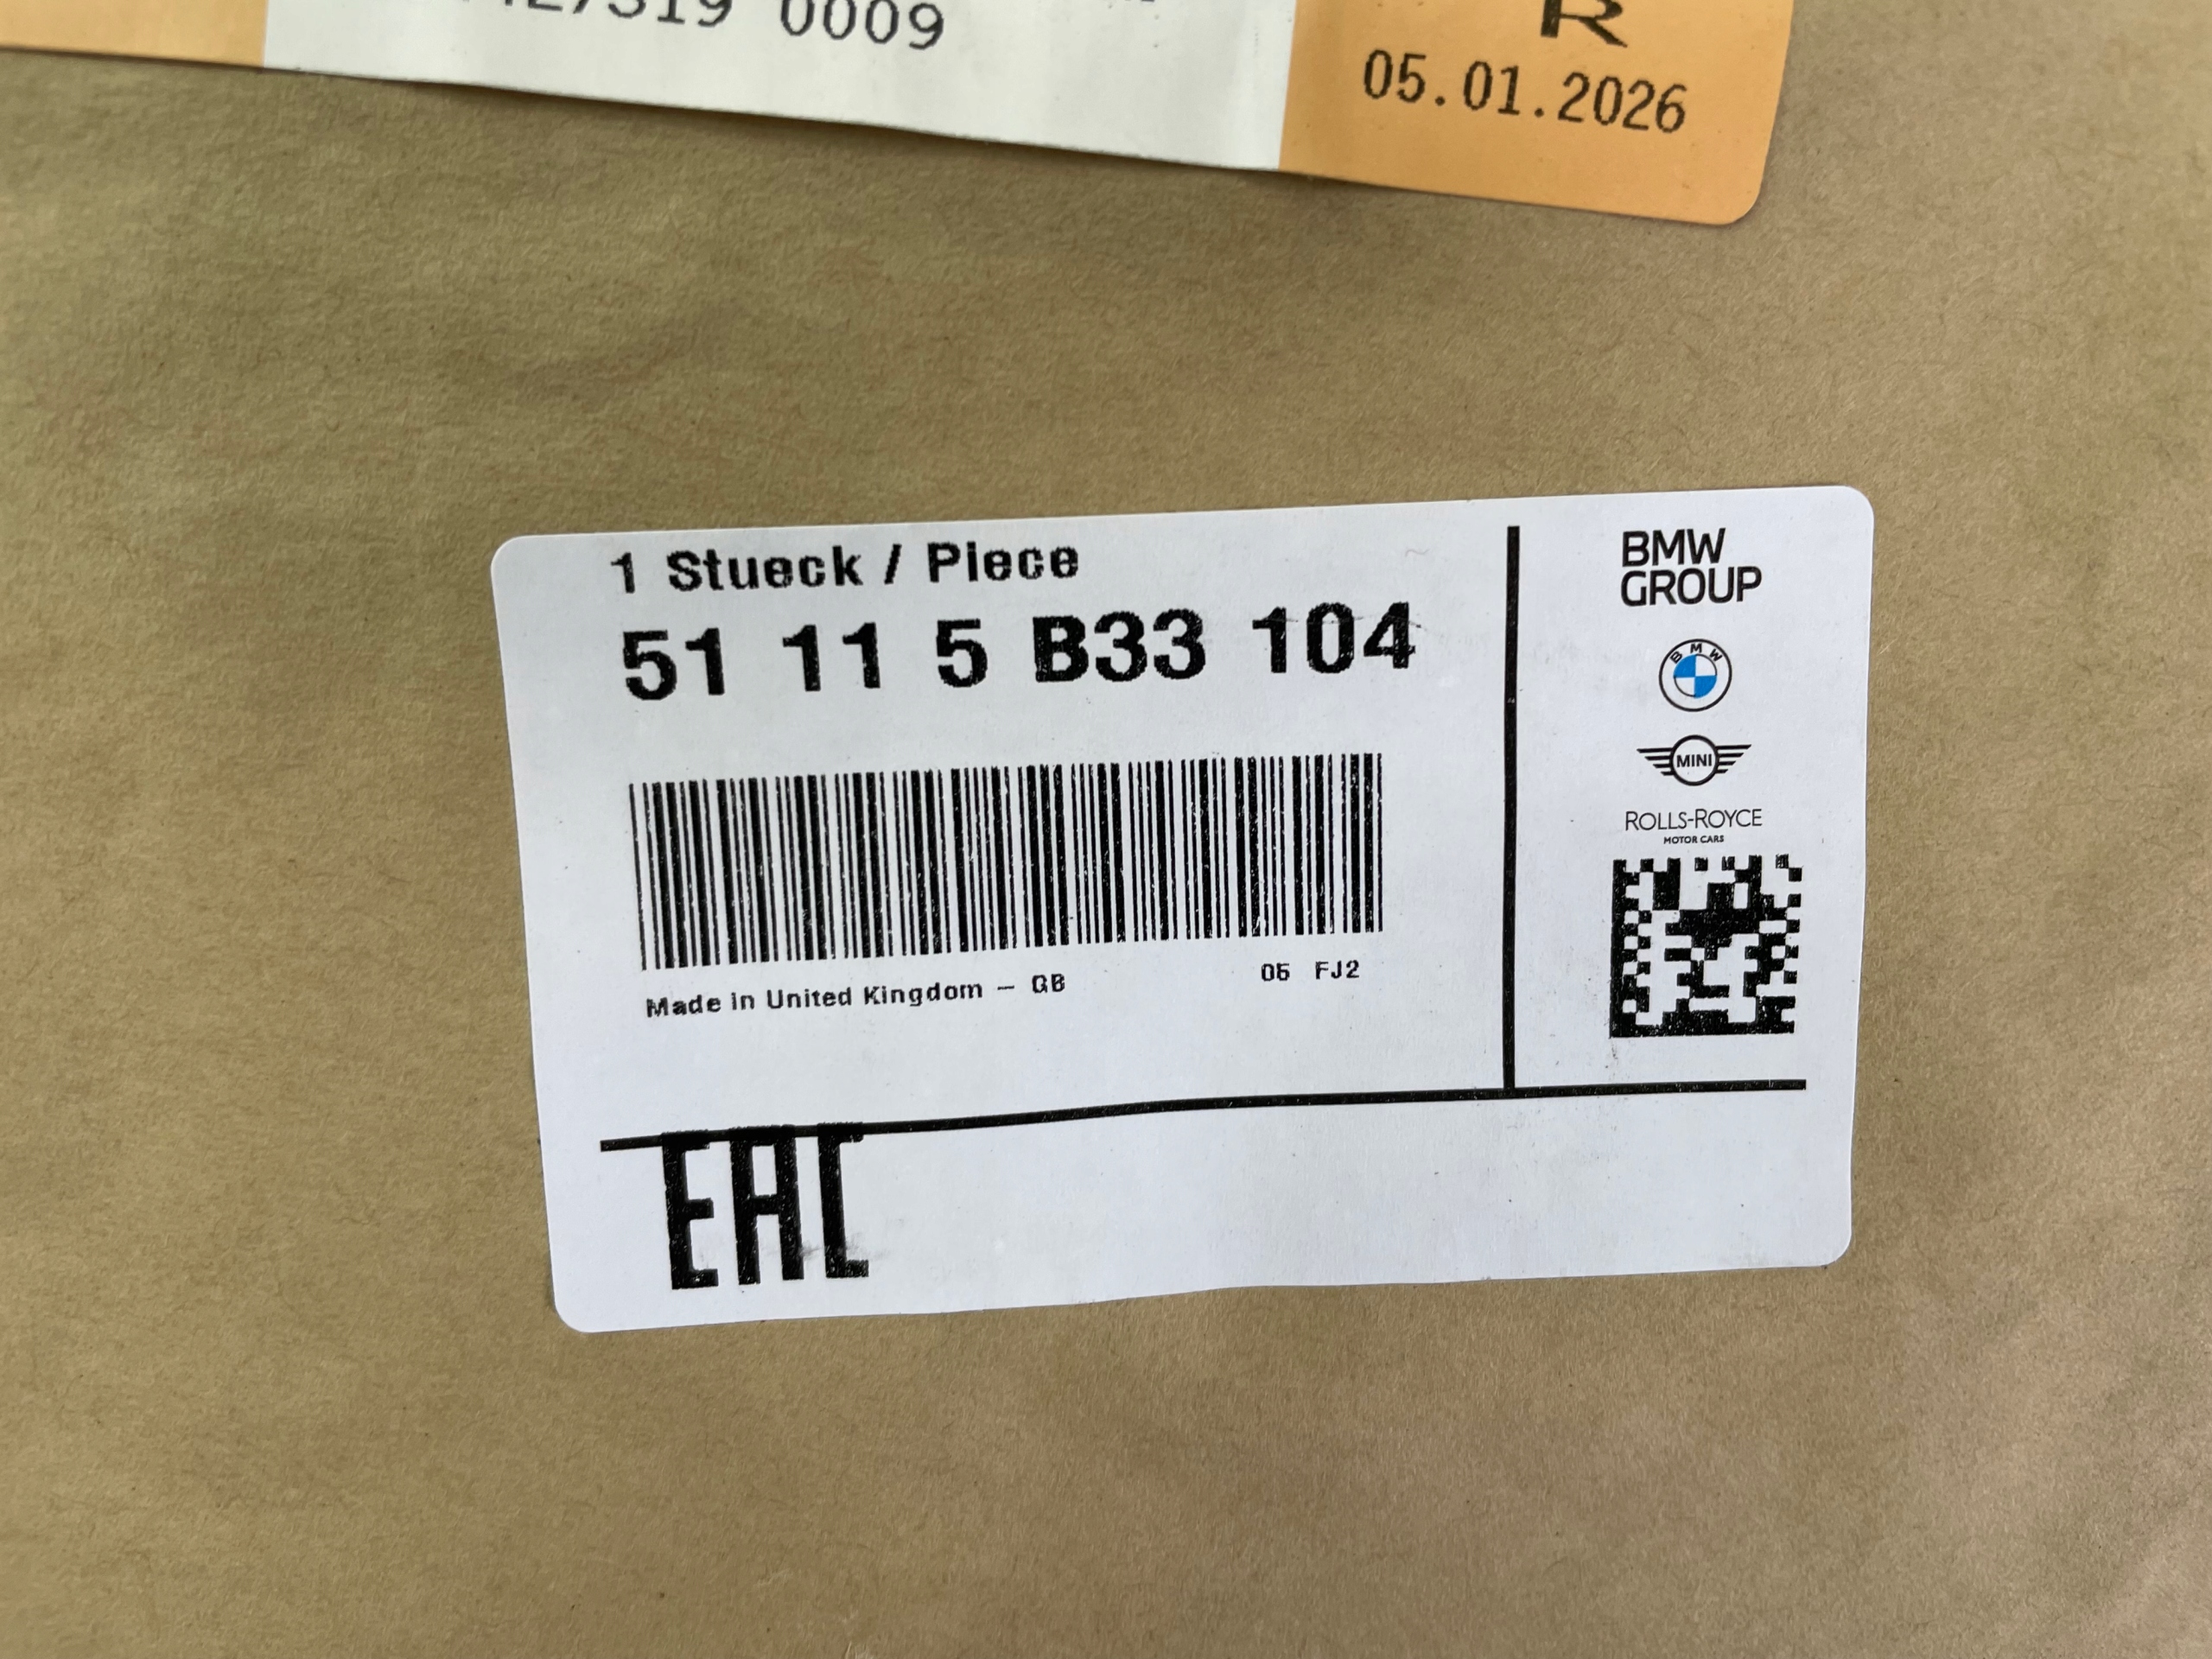 0009
R
05.01.2026
1 Stueck / Piece
51 11 5 B33 104
Made in United Kingdom – GB
05 FJ2
BMW
GROUP
BMW
MINI
ROLLS-ROYCE
MOTOR CARS
EAC